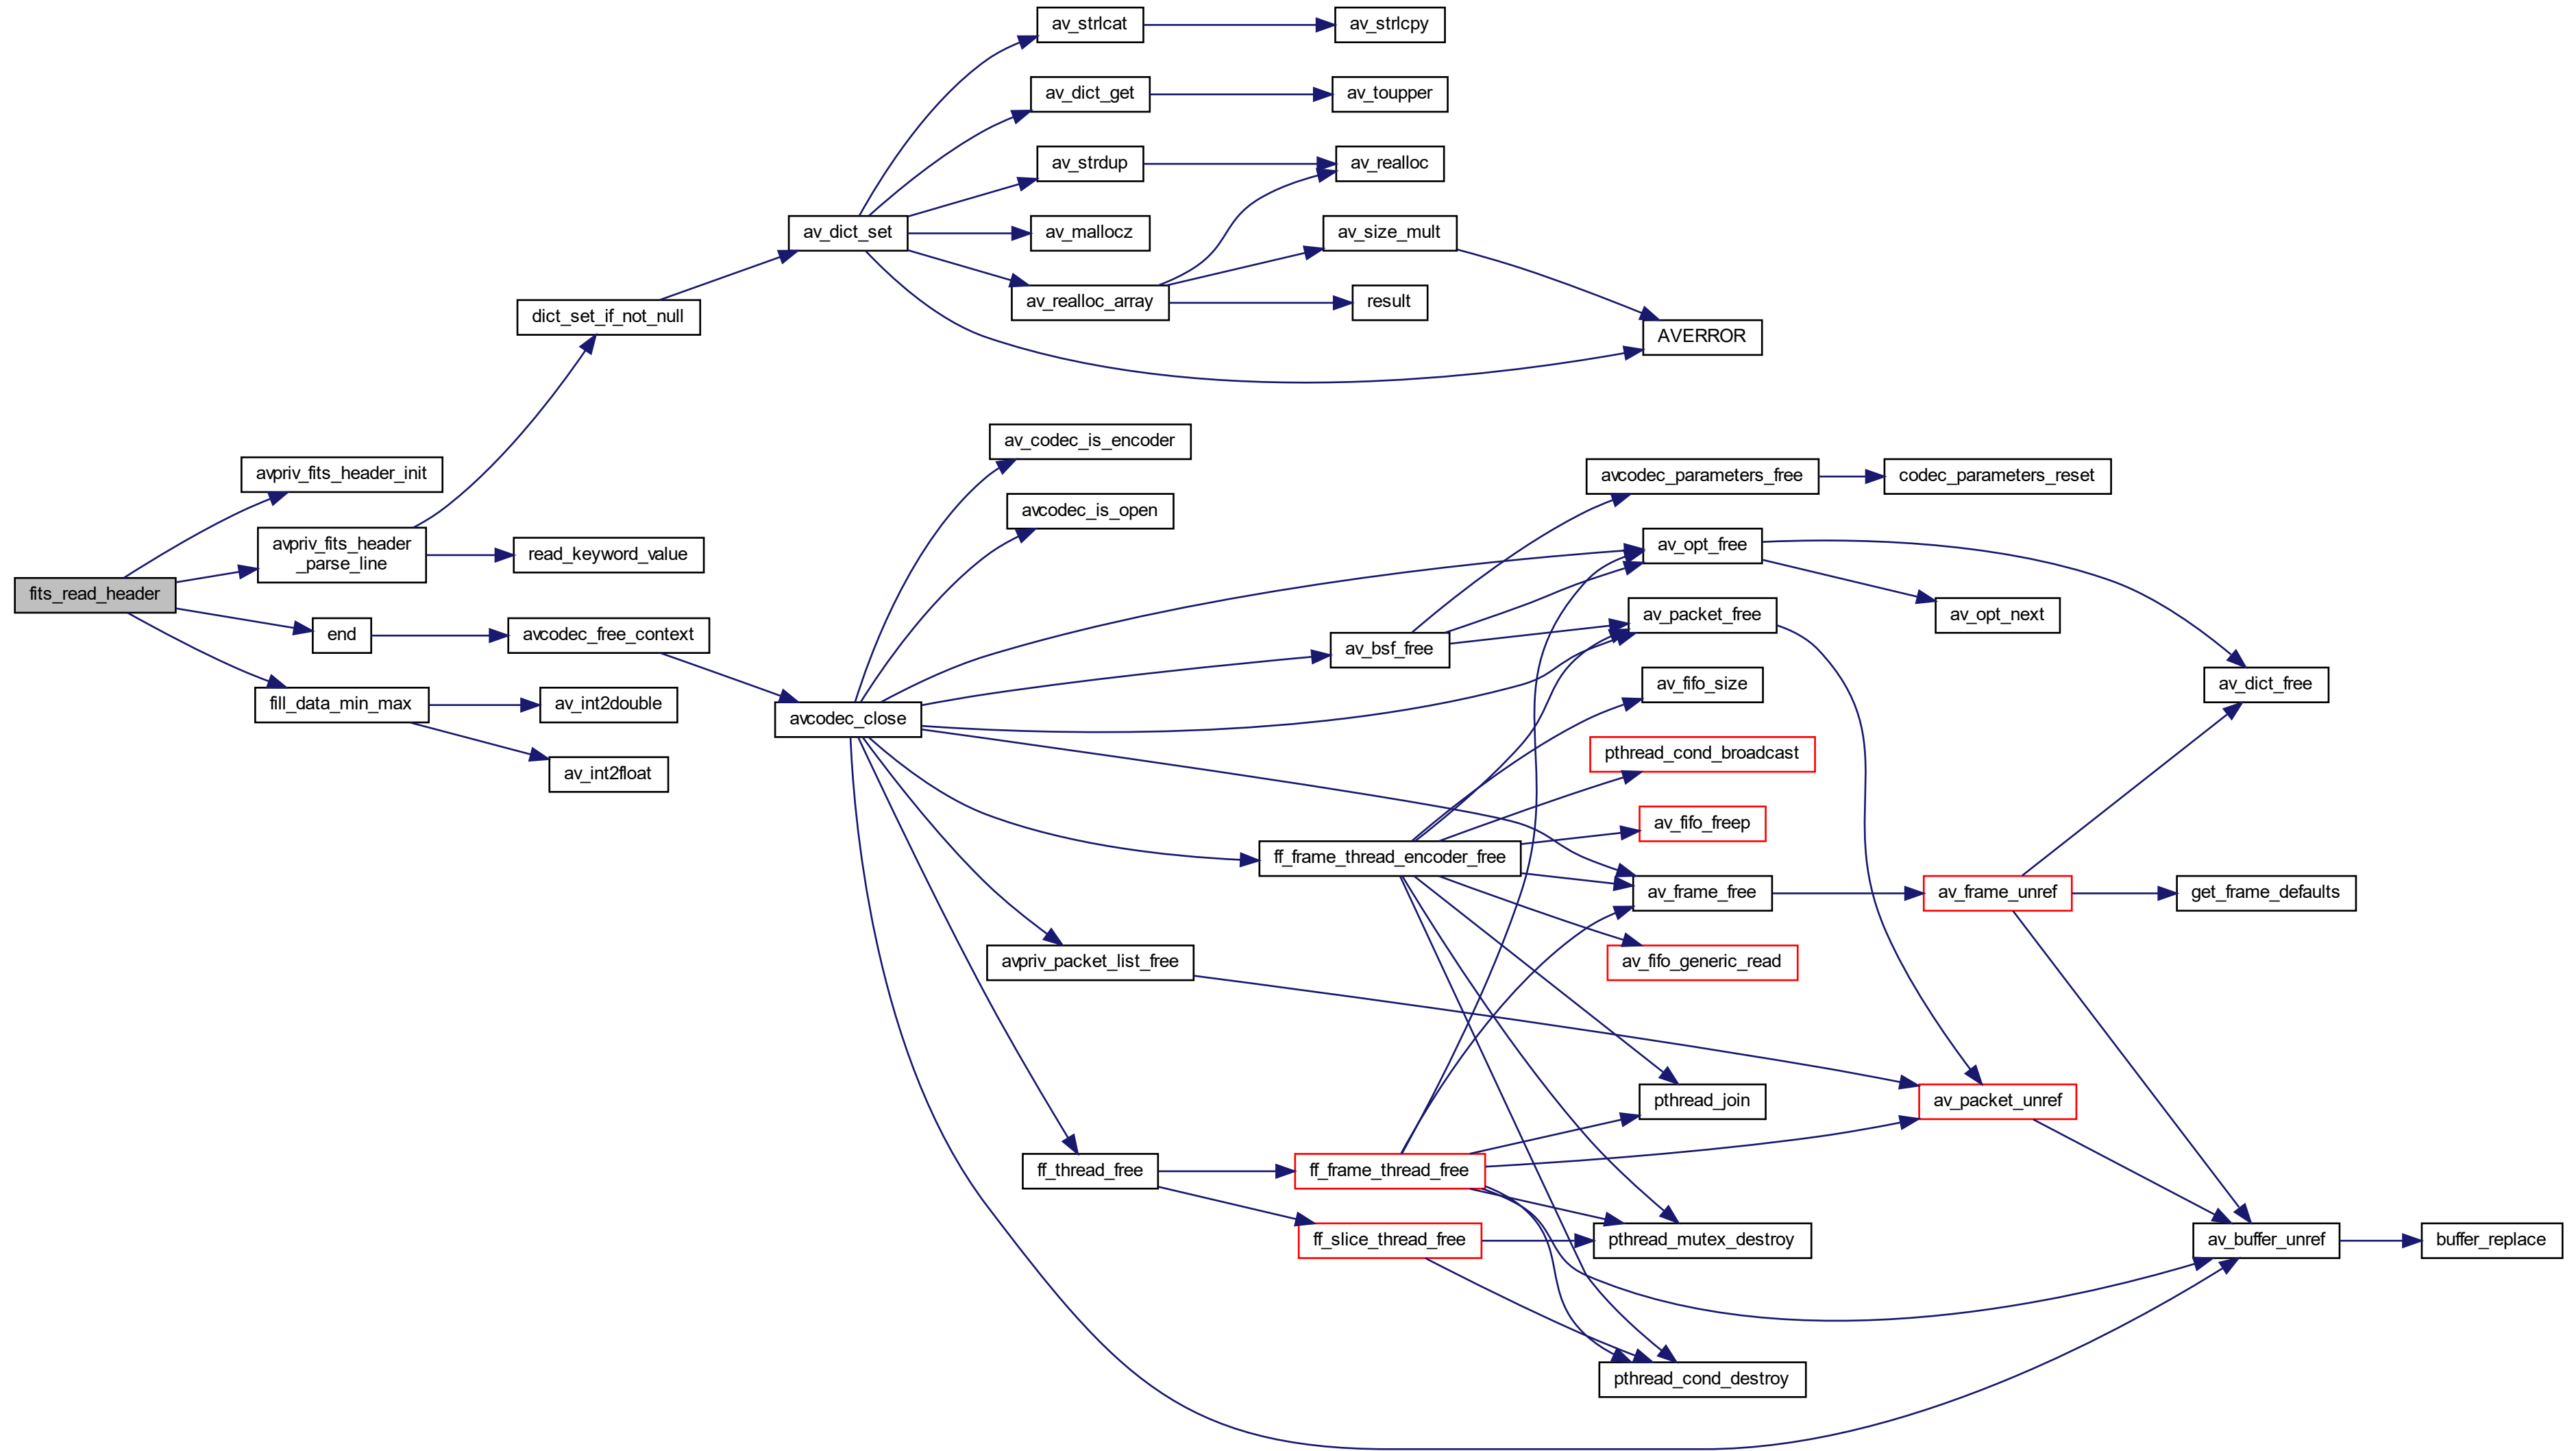 av_strlcat
av_strlcpy
av_dict_get
av_toupper
av_strdup
av_realloc
av_dict_set
av_mallocz
av_size_mult
av_realloc_array
result
dict_set_if_not_null
AVERROR
av_codec_is_encoder
avpriv_fits_header_init
avcodec_parameters_free
codec_parameters_reset
avcodec_is_open
avpriv_fits_header
_parse_line
read_keyword_value
av_opt_free
fits_read_header
av_packet_free
av_opt_next
end
avcodec_free_context
av_bsf_free
fill_data_min_max
av_int2double
av_fifo_size
av_dict_free
avcodec_close
av_int2float
pthread_cond_broadcast
av_fifo_freep
ff_frame_thread_encoder_free
av_frame_free
av_frame_unref
get_frame_defaults
avpriv_packet_list_free
av_fifo_generic_read
pthread_join
av_packet_unref
ff_thread_free
ff_frame_thread_free
ff_slice_thread_free
pthread_mutex_destroy
av_buffer_unref
buffer_replace
pthread_cond_destroy